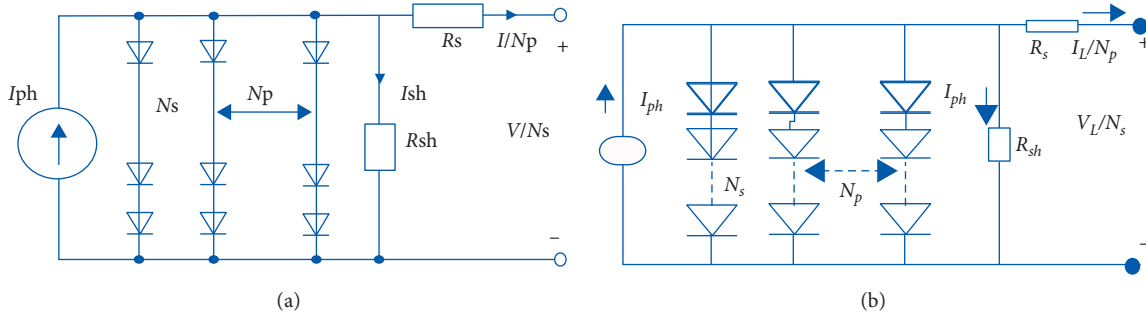 Rs
I/Np
+
Iph
Ns
Np
Ish
Rsh
V/Ns
−
(a)
Rs
IL/Np
+
Iph
Iph
VL/Ns
Rsh
Ns
Np
−
(b)